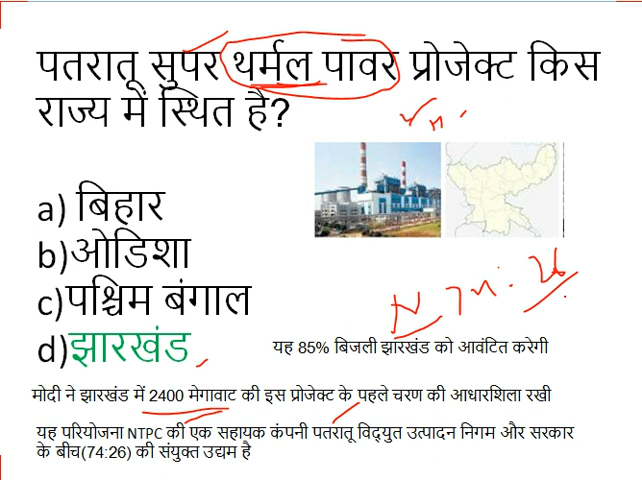 पतरातू सुपर थर्मल पावर प्रोजेक्ट किस
राज्य में स्थित है?
a) बिहार
b)ओडिशा
c)पश्चिम बंगाल
d)झारखंड
यह 85% बिजली झारखंड को आवंटित करेगी
मोदी ने झारखंड में 2400 मेगावाट की इस प्रोजेक्ट के पहले चरण की आधारशिला रखी
यह परियोजना NTPC की एक सहायक कंपनी पतरातू विद्युत उत्पादन निगम और सरकार
के बीच(74:26) की संयुक्त उद्यम है